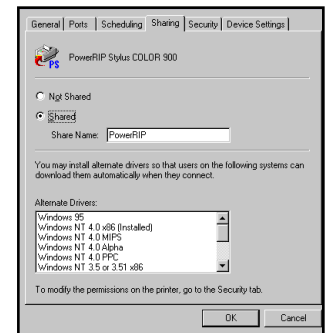 General Ports Scheduling Sharing Security Device Settings
PS
PowerRIP Stylus COLOR 900
Not Shared
Shared
Share Name: PowerRIP
You may install alternate drivers so that users on the following systems can
download them automatically when they connect.
Alternate Drivers:
Windows 95
Windows NT 4.0 x86 (Installed)
Windows NT 4.0 MIPS
Windows NT 4.0 Alpha
Windows NT 4.0 PPC
Windows NT 3.5 or 3.51 x86
To modify the permissions on the printer, go to the Security tab.
OK Cancel